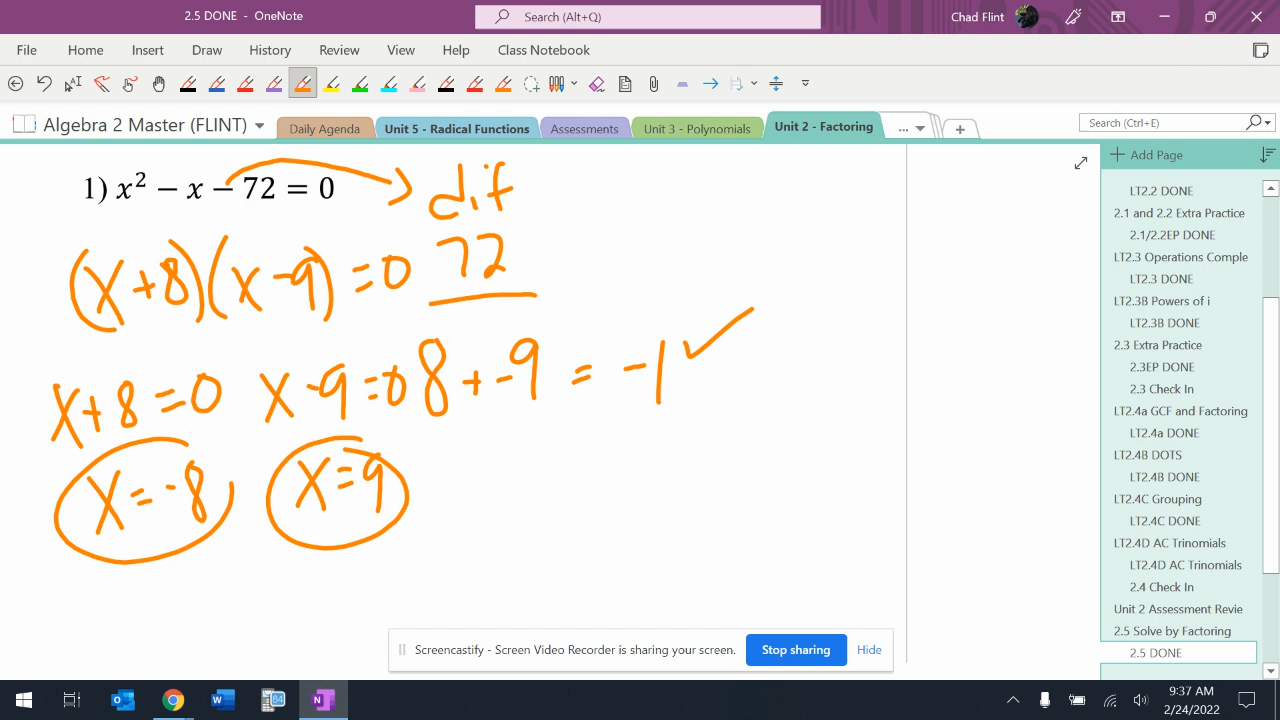 2.5 DONE - OneNote
Search (Alt+Q)
Chad Flint
File Home Insert Draw History Review View Help Class Notebook
Algebra 2 Master (FLINT)
Daily Agenda
Unit 5 - Radical Functions
Assessments
Unit 3 - Polynomials
Unit 2 - Factoring
...
Search (Ctrl+E)
1) x² − x − 72 = 0
dif
(x+8)(x-9)=0
72
x+8=0 x-9=0
8+-9 = -1 ✓
x=-8 x=9
Add Page
LT2.2 DONE
2.1 and 2.2 Extra Practice
2.1/2.2EP DONE
LT2.3 Operations Comple
LT2.3 DONE
LT2.3B Powers of i
LT2.3B DONE
2.3 Extra Practice
2.3EP DONE
2.3 Check In
LT2.4a GCF and Factoring
LT2.4a DONE
LT2.4B DOTS
LT2.4B DONE
LT2.4C Grouping
LT2.4C DONE
LT2.4D AC Trinomials
LT2.4D AC Trinomials
2.4 Check In
Unit 2 Assessment Revie
2.5 Solve by Factoring
2.5 DONE
Screencastify - Screen Video Recorder is sharing your screen.
Stop sharing
Hide
9:37 AM
2/24/2022